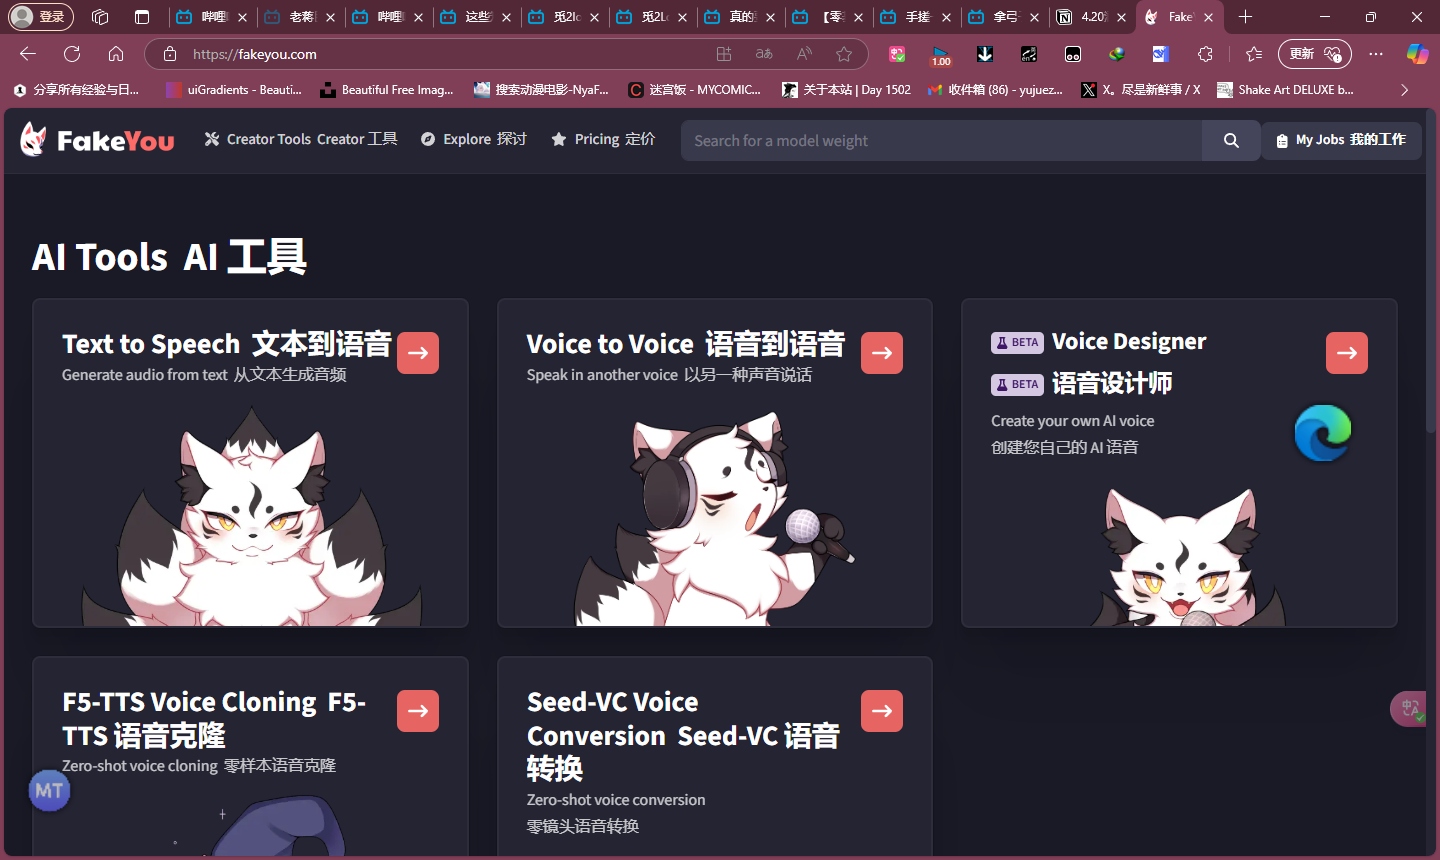 登录
哔哩
老蒋
哔哩
这些
觅2lo
觅2Lo
真的
【零
手搓
拿弓
4.20
Fake
https://fakeyou.com
1.00
更新
分享所有经验与日...
uiGradients - Beauti...
Beautiful Free Imag...
搜索动漫电影-NyaF...
迷宫饭 - MYCOMIC...
关于本站 | Day 1502
收件箱 (86) - yujuez...
X。尽是新鲜事 / X
Shake Art DELUXE b...
FakeYou
Creator Tools Creator 工具
Explore 探讨
Pricing 定价
Search for a model weight
My Jobs 我的工作
AI Tools AI 工具
Text to Speech 文本到语音
Generate audio from text 从文本生成音频
Voice to Voice 语音到语音
Speak in another voice 以另一种声音说话
BETA Voice Designer
BETA 语音设计师
Create your own AI voice
创建您自己的 AI 语音
F5-TTS Voice Cloning F5-
TTS 语音克隆
Zero-shot voice cloning 零样本语音克隆
MT
Seed-VC Voice
Conversion Seed-VC 语音
转换
Zero-shot voice conversion
零镜头语音转换